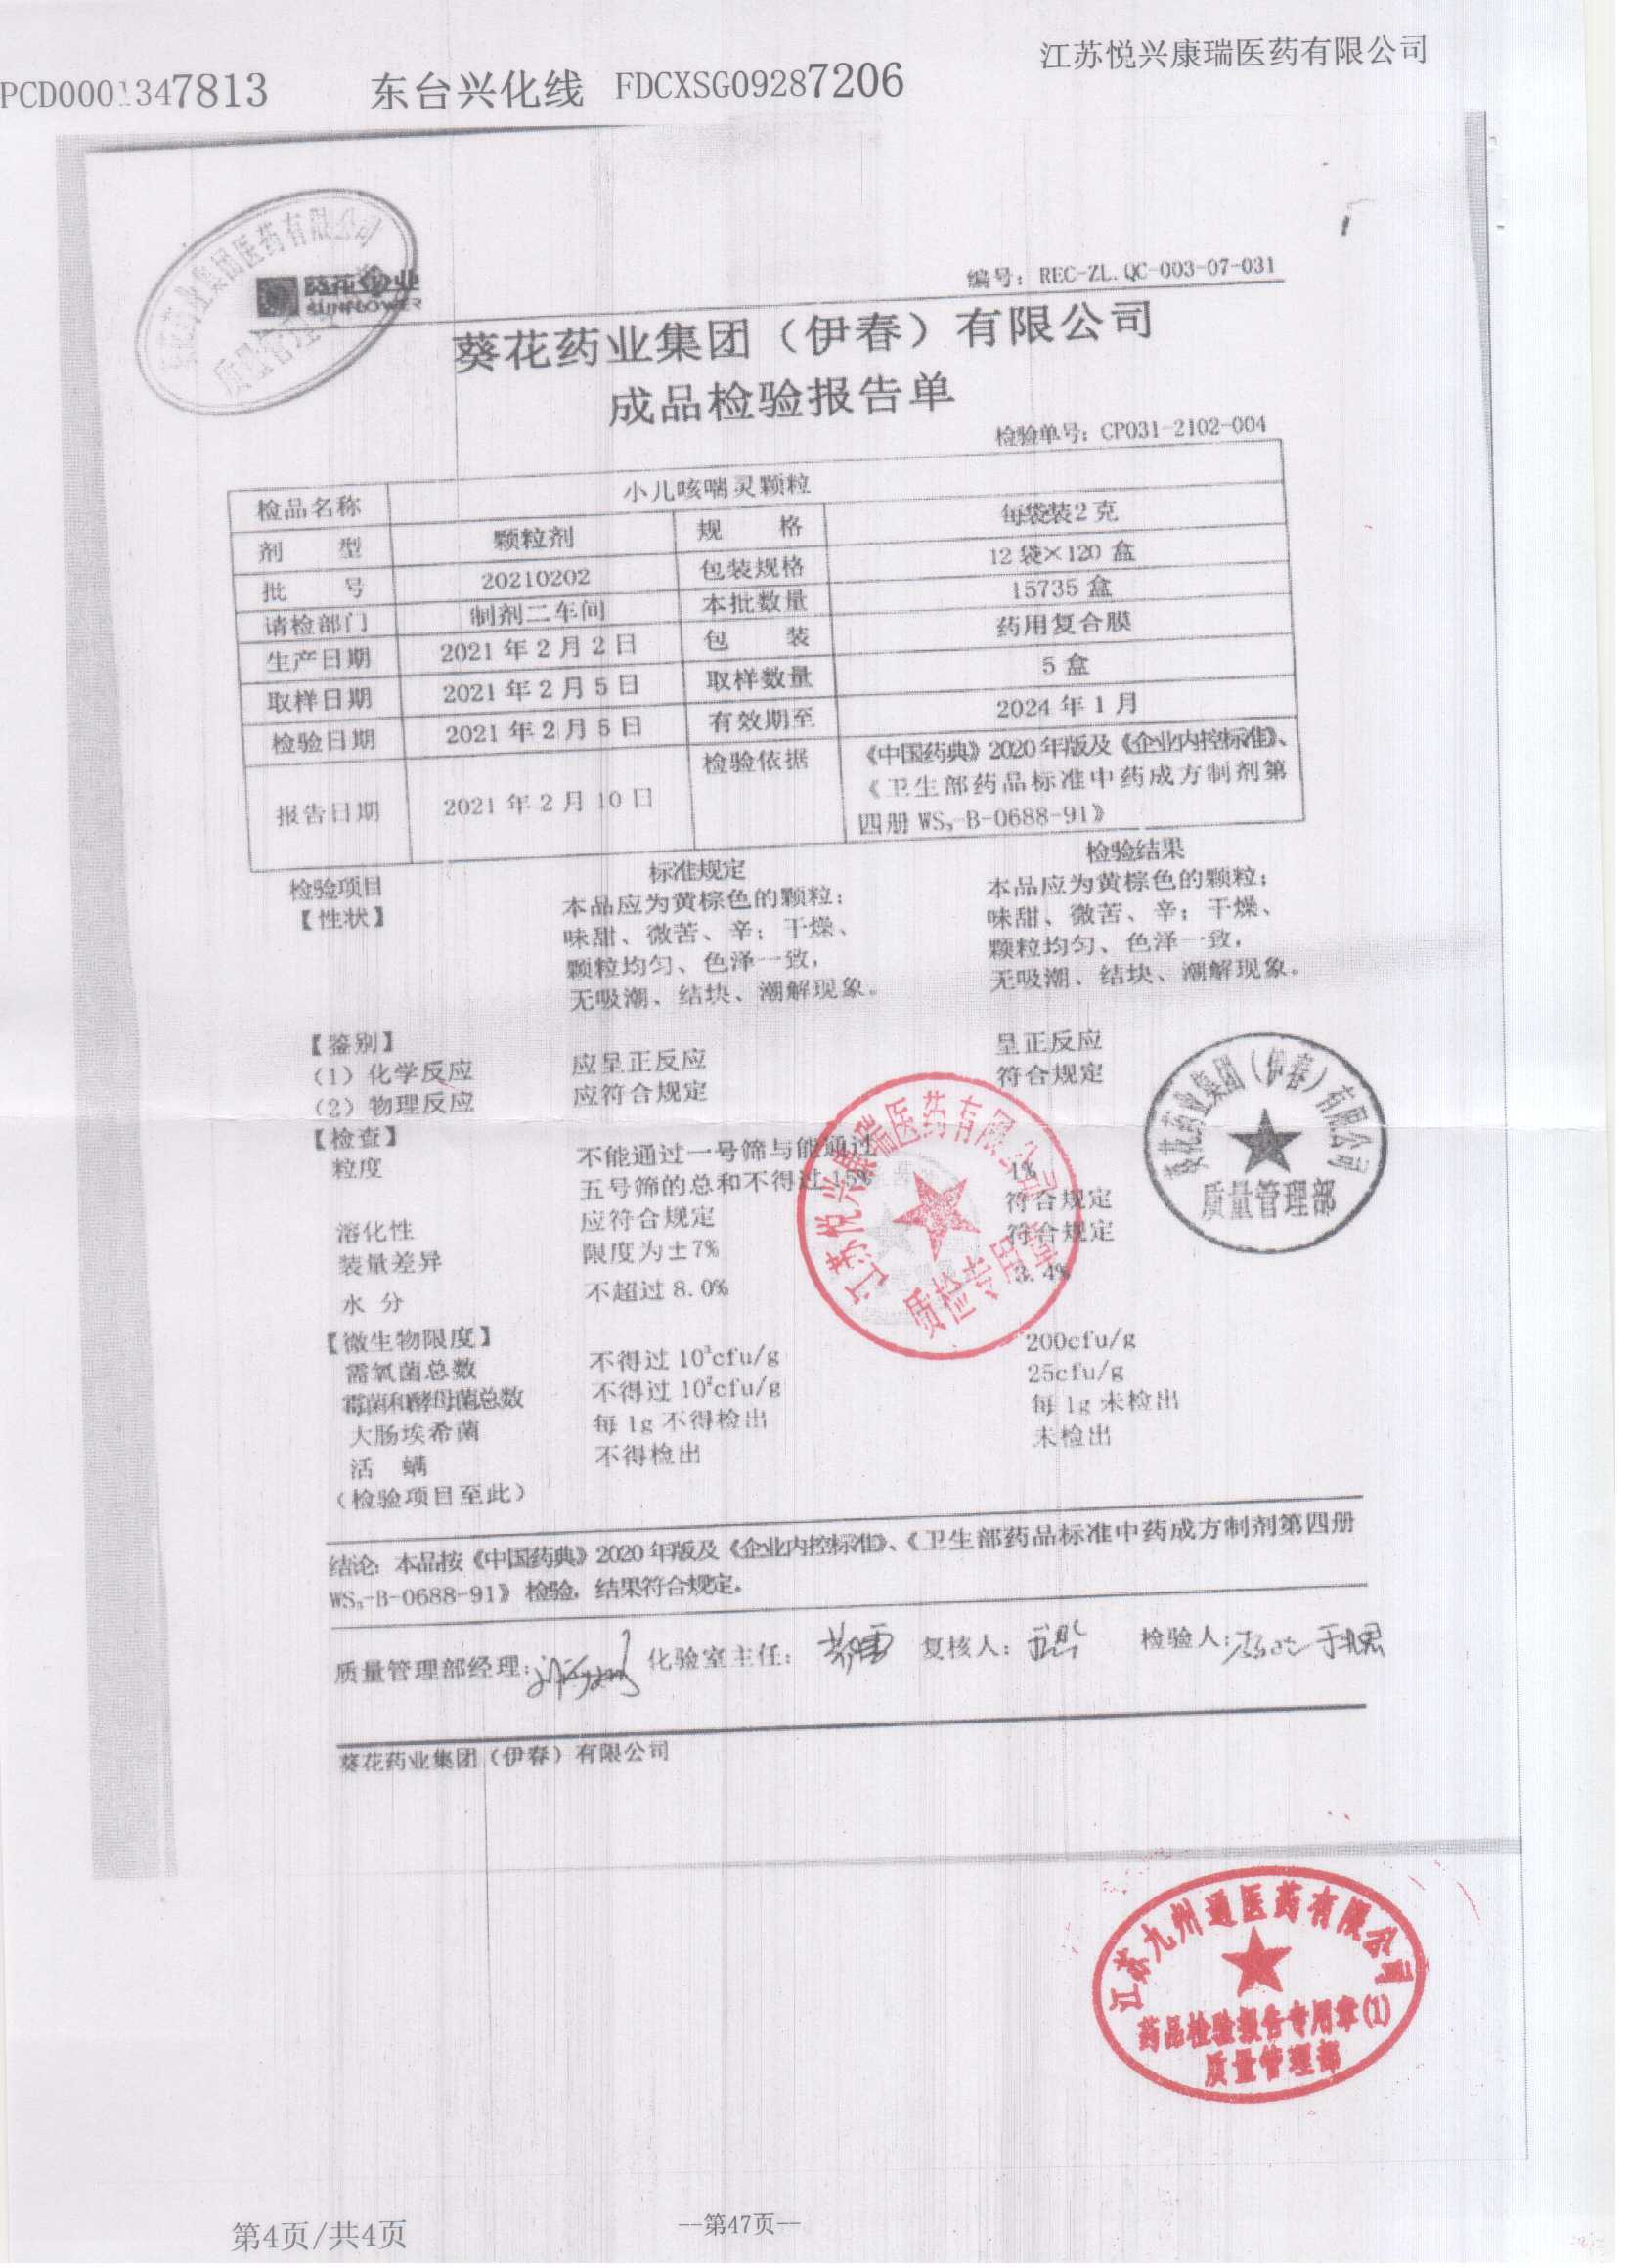 江苏悦兴康瑞医药有限公司
PCD0001347813 东台兴化线 FDCXSG09287206
葵花药业
SUNFLOWER
编号：REC-ZL.QC-003-07-031
葵花药业集团（伊春）有限公司
成品检验报告单
检验单号：CP031-2102-004
检品名称 小儿咳喘灵颗粒
剂 型 颗粒剂 规 格 每袋装2克
批 号 20210202 包装规格 12袋×120盒
请检部门 制剂二车间 本批数量 15735盒
生产日期 2021年2月2日 包 装 药用复合膜
取样日期 2021年2月5日 取样数量 5盒
检验日期 2021年2月5日 有效期至 2024年1月
报告日期 2021年2月10日 检验依据 《中国药典》2020年版及《企业内控标准》、
《卫生部药品标准中药成方制剂第
四册WS₃-B-0688-91》
检验项目 标准规定 检验结果
【性状】 本品应为黄棕色的颗粒； 本品应为黄棕色的颗粒；
味甜、微苦、辛；干燥、 味甜、微苦、辛；干燥、
颗粒均匀、色泽一致， 颗粒均匀、色泽一致，
无吸潮、结块、潮解现象。 无吸潮、结块、潮解现象。
【鉴别】
（1）化学反应 应呈正反应 呈正反应
（2）物理反应 应符合规定 符合规定
【检查】
粒度 不能通过一号筛与能通过
五号筛的总和不得过15% 1%
溶化性 应符合规定 符合规定
装量差异 限度为±7% 符合规定
水 分 不超过8.0% 3.4%
【微生物限度】
需氧菌总数 不得过10³cfu/g 200cfu/g
霉菌和酵母菌总数 不得过10²cfu/g 25cfu/g
大肠埃希菌 每1g不得检出 每1g未检出
活 螨 不得检出 未检出
（检验项目至此）
结论：本品按《中国药典》2020年版及《企业内控标准》、《卫生部药品标准中药成方制剂第四册
WS₃-B-0688-91》检验，结果符合规定。
质量管理部经理： 化验室主任： 复核人： 检验人：
葵花药业集团（伊春）有限公司
葵花药业集团（伊春）有限公司
质量管理部
江苏悦兴康瑞医药有限公司
质检专用章
江苏九州通医药有限公司
药品检验报告专用章(1)
质量管理部
第4页/共4页
--第47页--